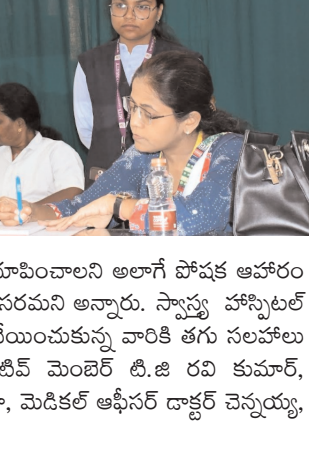 చూపించాలని అలాగే పోషక ఆహారం
సరమని అన్నారు. స్వాస్త్య హాస్పిటల్
చేయించుకున్న వారికి తగు సలహాలు
టివ్ మెంబెర్ టి.జి రవి కుమార్,
మెడికల్ ఆఫీసర్ డాక్టర్ చెన్నయ్య,